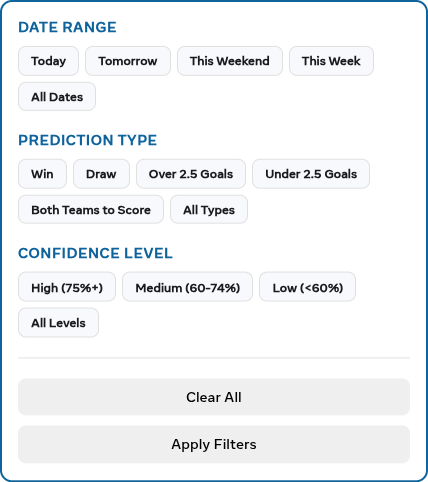 DATE RANGE
Today Tomorrow This Weekend This Week
All Dates
PREDICTION TYPE
Win Draw Over 2.5 Goals Under 2.5 Goals
Both Teams to Score All Types
CONFIDENCE LEVEL
High (75%+) Medium (60-74%) Low (<60%)
All Levels
Clear All
Apply Filters